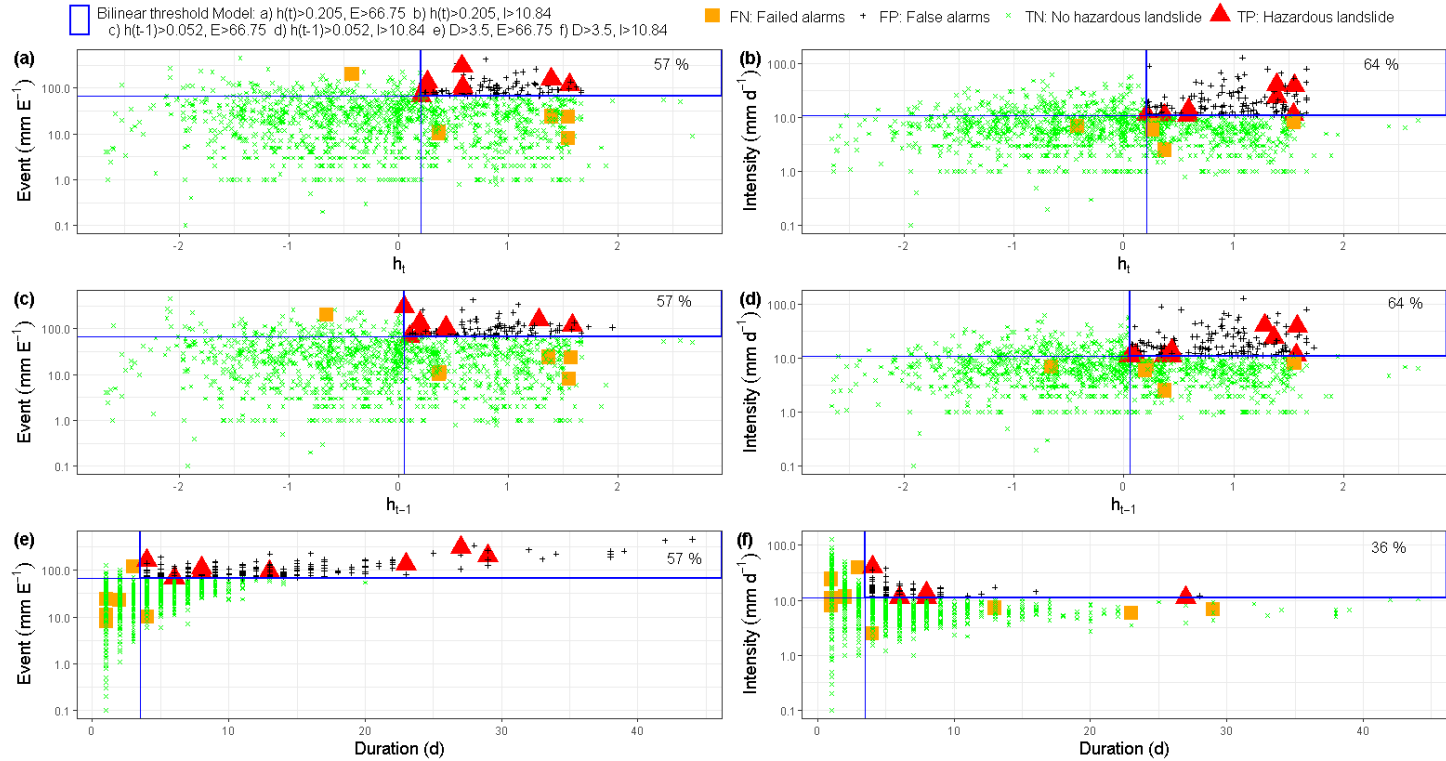 Bilinear threshold Model: a) h(t)>0.205, E>66.75 b) h(t)>0.205, I>10.84
c) h(t-1)>0.052, E>66.75 d) h(t-1)>0.052, I>10.84 e) D>3.5, E>66.75 f) D>3.5, I>10.84
FN: Failed alarms FP: False alarms TN: No hazardous landslide TP: Hazardous landslide
(a)
57 %
Event (mm E⁻¹)
100.0
10.0
1.0
0.1
-2 -1 0 1 2
hₜ
(b)
64 %
Intensity (mm d⁻¹)
100.0
10.0
1.0
0.1
-2 -1 0 1 2
hₜ
(c)
57 %
Event (mm E⁻¹)
100.0
10.0
1.0
0.1
-2 -1 0 1 2
hₜ₋₁
(d)
64 %
Intensity (mm d⁻¹)
100.0
10.0
1.0
0.1
-2 -1 0 1 2
hₜ₋₁
(e)
57 %
Event (mm E⁻¹)
100.0
10.0
1.0
0.1
0 10 20 30 40
Duration (d)
(f)
36 %
Intensity (mm d⁻¹)
100.0
10.0
1.0
0.1
0 10 20 30 40
Duration (d)